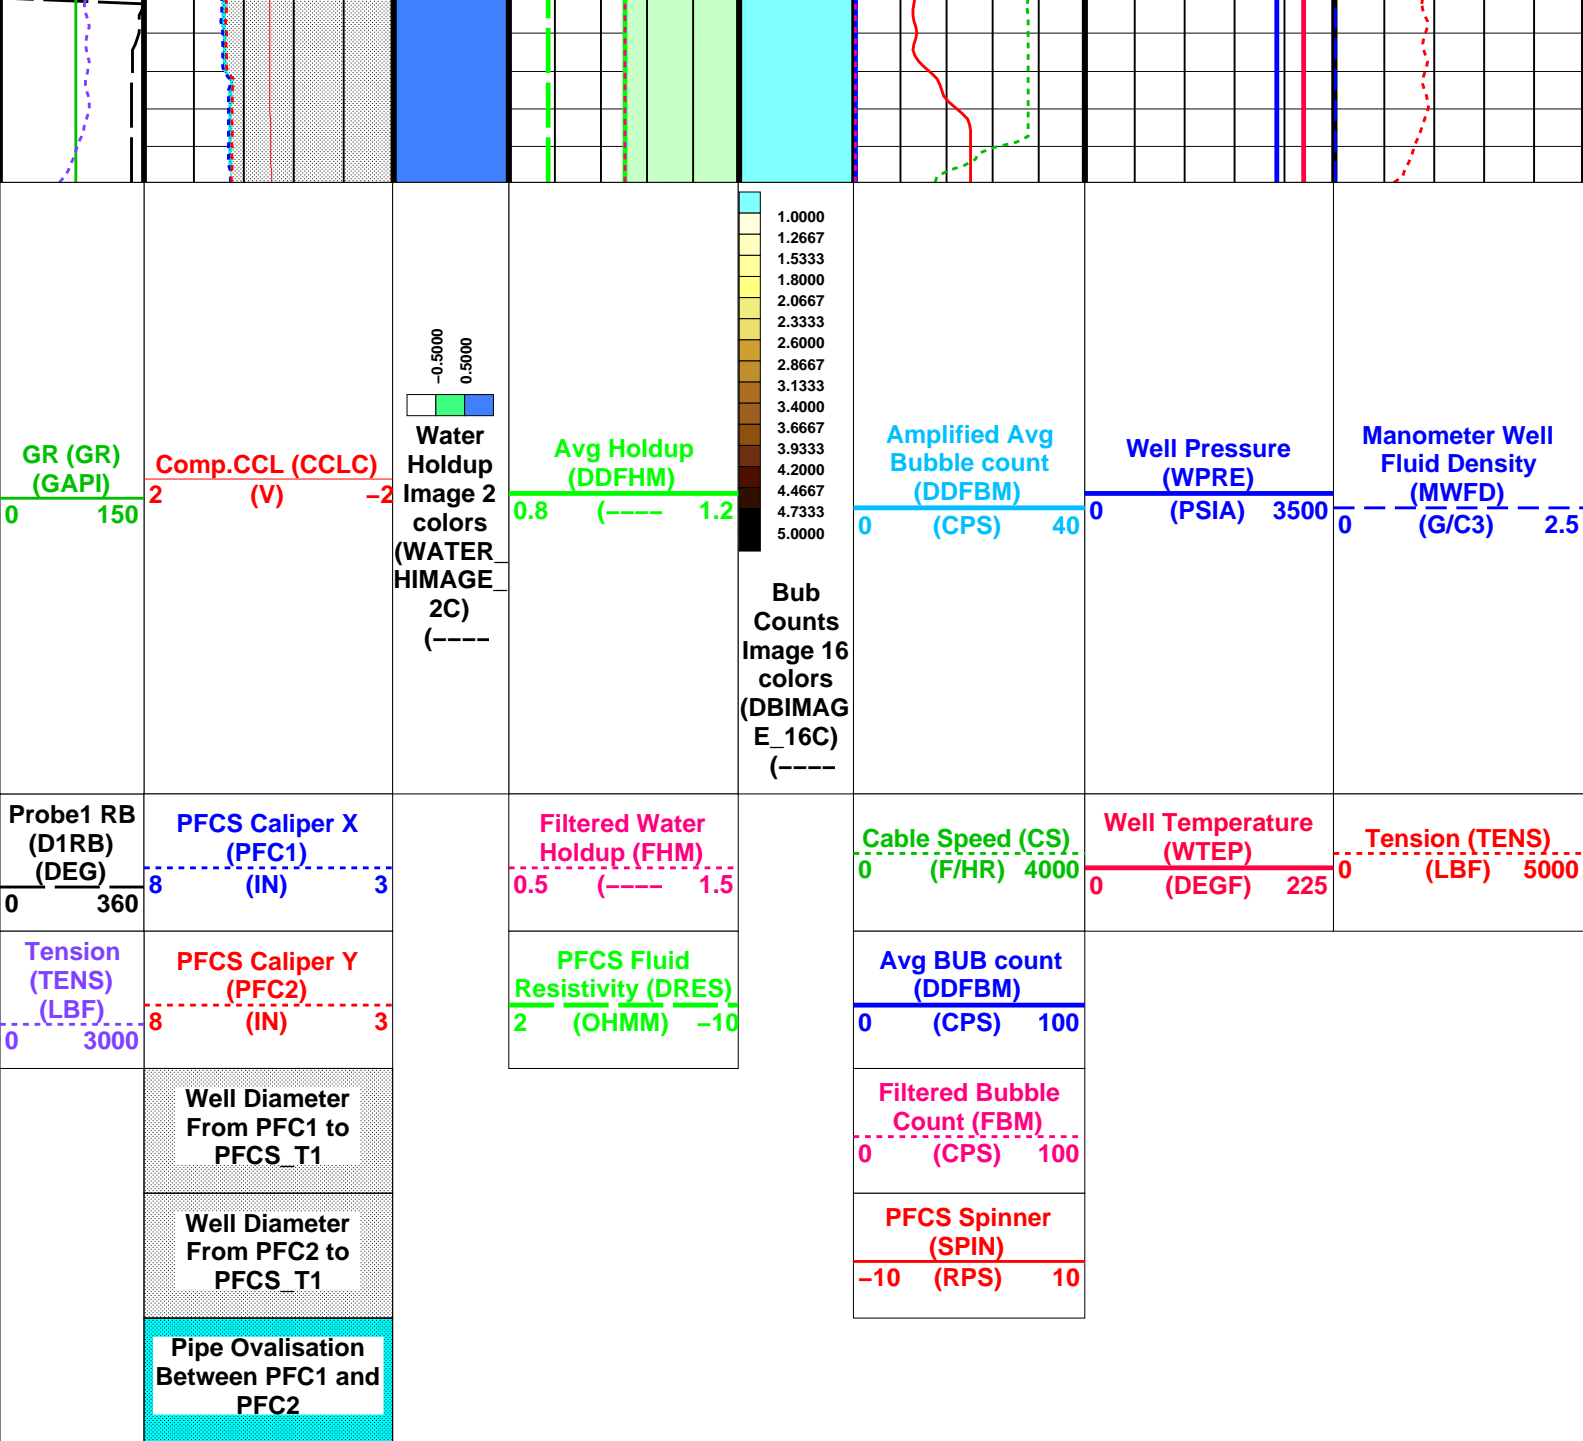 GR (GR)
(GAPI)
0 150
Comp.CCL (CCLC)
2 (V) −2
−0.5000
0.5000
Water
Holdup
Image 2
colors
(WATER_
HIMAGE_
2C)
(−−−−
Avg Holdup
(DDFHM)
0.8 (−−−− 1.2
1.0000
1.2667
1.5333
1.8000
2.0667
2.3333
2.6000
2.8667
3.1333
3.4000
3.6667
3.9333
4.2000
4.4667
4.7333
5.0000
Bub
Counts
Image 16
colors
(DBIMAG
E_16C)
(−−−−
Amplified Avg
Bubble count
(DDFBM)
0 (CPS) 40
Well Pressure
(WPRE)
0 (PSIA) 3500
Manometer Well
Fluid Density
(MWFD)
0 (G/C3) 2.5
Probe1 RB
(D1RB)
(DEG)
0 360
PFCS Caliper X
(PFC1)
8 (IN) 3
Filtered Water
Holdup (FHM)
0.5 (−−−− 1.5
Cable Speed (CS)
0 (F/HR) 4000
Well Temperature
(WTEP)
0 (DEGF) 225
Tension (TENS)
0 (LBF) 5000
Tension
(TENS)
(LBF)
0 3000
PFCS Caliper Y
(PFC2)
8 (IN) 3
PFCS Fluid
Resistivity (DRES)
2 (OHMM) −10
Avg BUB count
(DDFBM)
0 (CPS) 100
Well Diameter
From PFC1 to
PFCS_T1
Filtered Bubble
Count (FBM)
0 (CPS) 100
Well Diameter
From PFC2 to
PFCS_T1
PFCS Spinner
(SPIN)
−10 (RPS) 10
Pipe Ovalisation
Between PFC1 and
PFC2